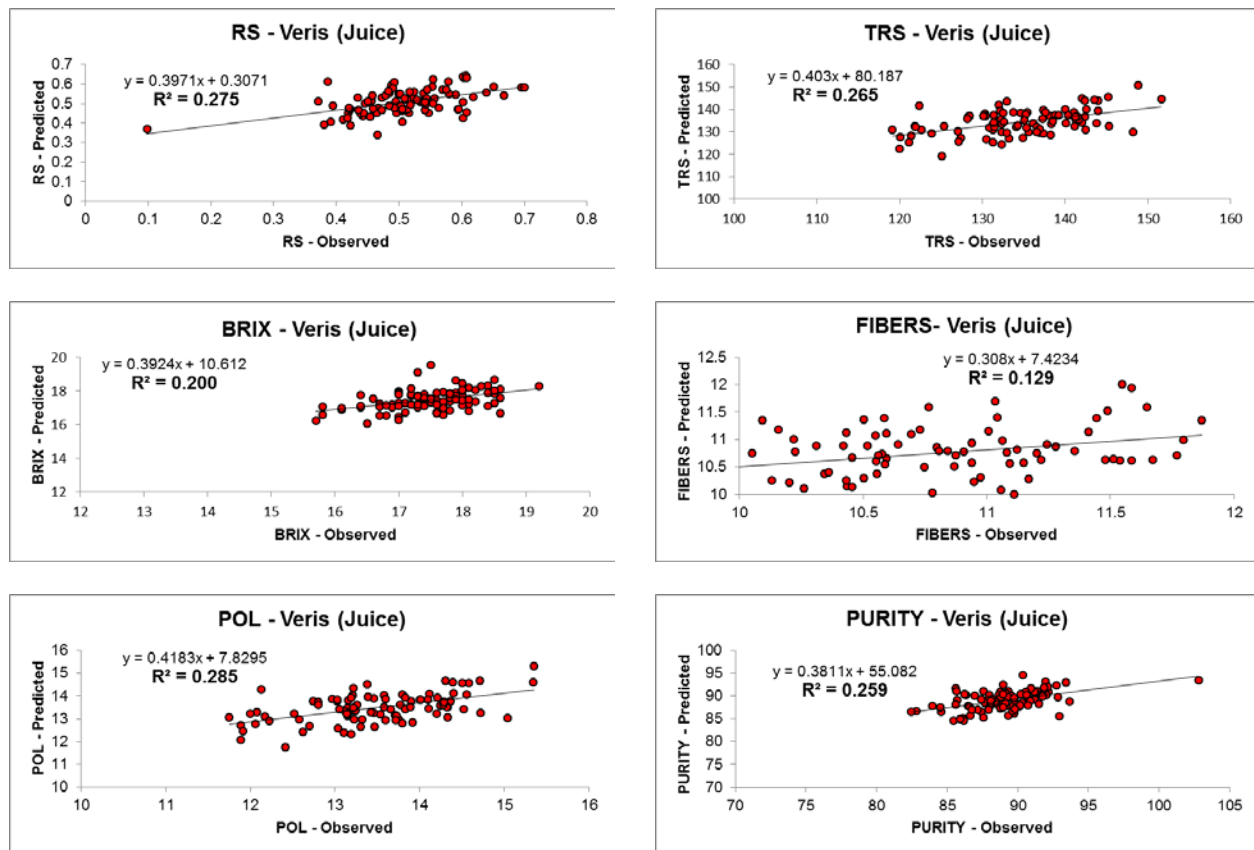 RS - Veris (Juice)
y = 0.3971x + 0.3071
R² = 0.275
RS - Predicted
0.7
0.6
0.5
0.4
0.3
0.2
0.1
0
0 0.1 0.2 0.3 0.4 0.5 0.6 0.7 0.8
RS - Observed
TRS - Veris (Juice)
y = 0.403x + 80.187
R² = 0.265
TRS - Predicted
160
150
140
130
120
110
100
100 110 120 130 140 150 160
TRS - Observed
BRIX - Veris (Juice)
y = 0.3924x + 10.612
R² = 0.200
BRIX - Predicted
20
18
16
14
12
12 13 14 15 16 17 18 19 20
BRIX - Observed
FIBERS- Veris (Juice)
y = 0.308x + 7.4234
R² = 0.129
FIBERS - Predicted
12.5
12
11.5
11
10.5
10
10 10.5 11 11.5 12
FIBERS - Observed
POL - Veris (Juice)
y = 0.4183x + 7.8295
R² = 0.285
POL - Predicted
16
15
14
13
12
11
10
10 11 12 13 14 15 16
POL - Observed
PURITY - Veris (Juice)
y = 0.3811x + 55.082
R² = 0.259
PURITY - Predicted
100
95
90
85
80
75
70
70 75 80 85 90 95 100 105
PURITY - Observed